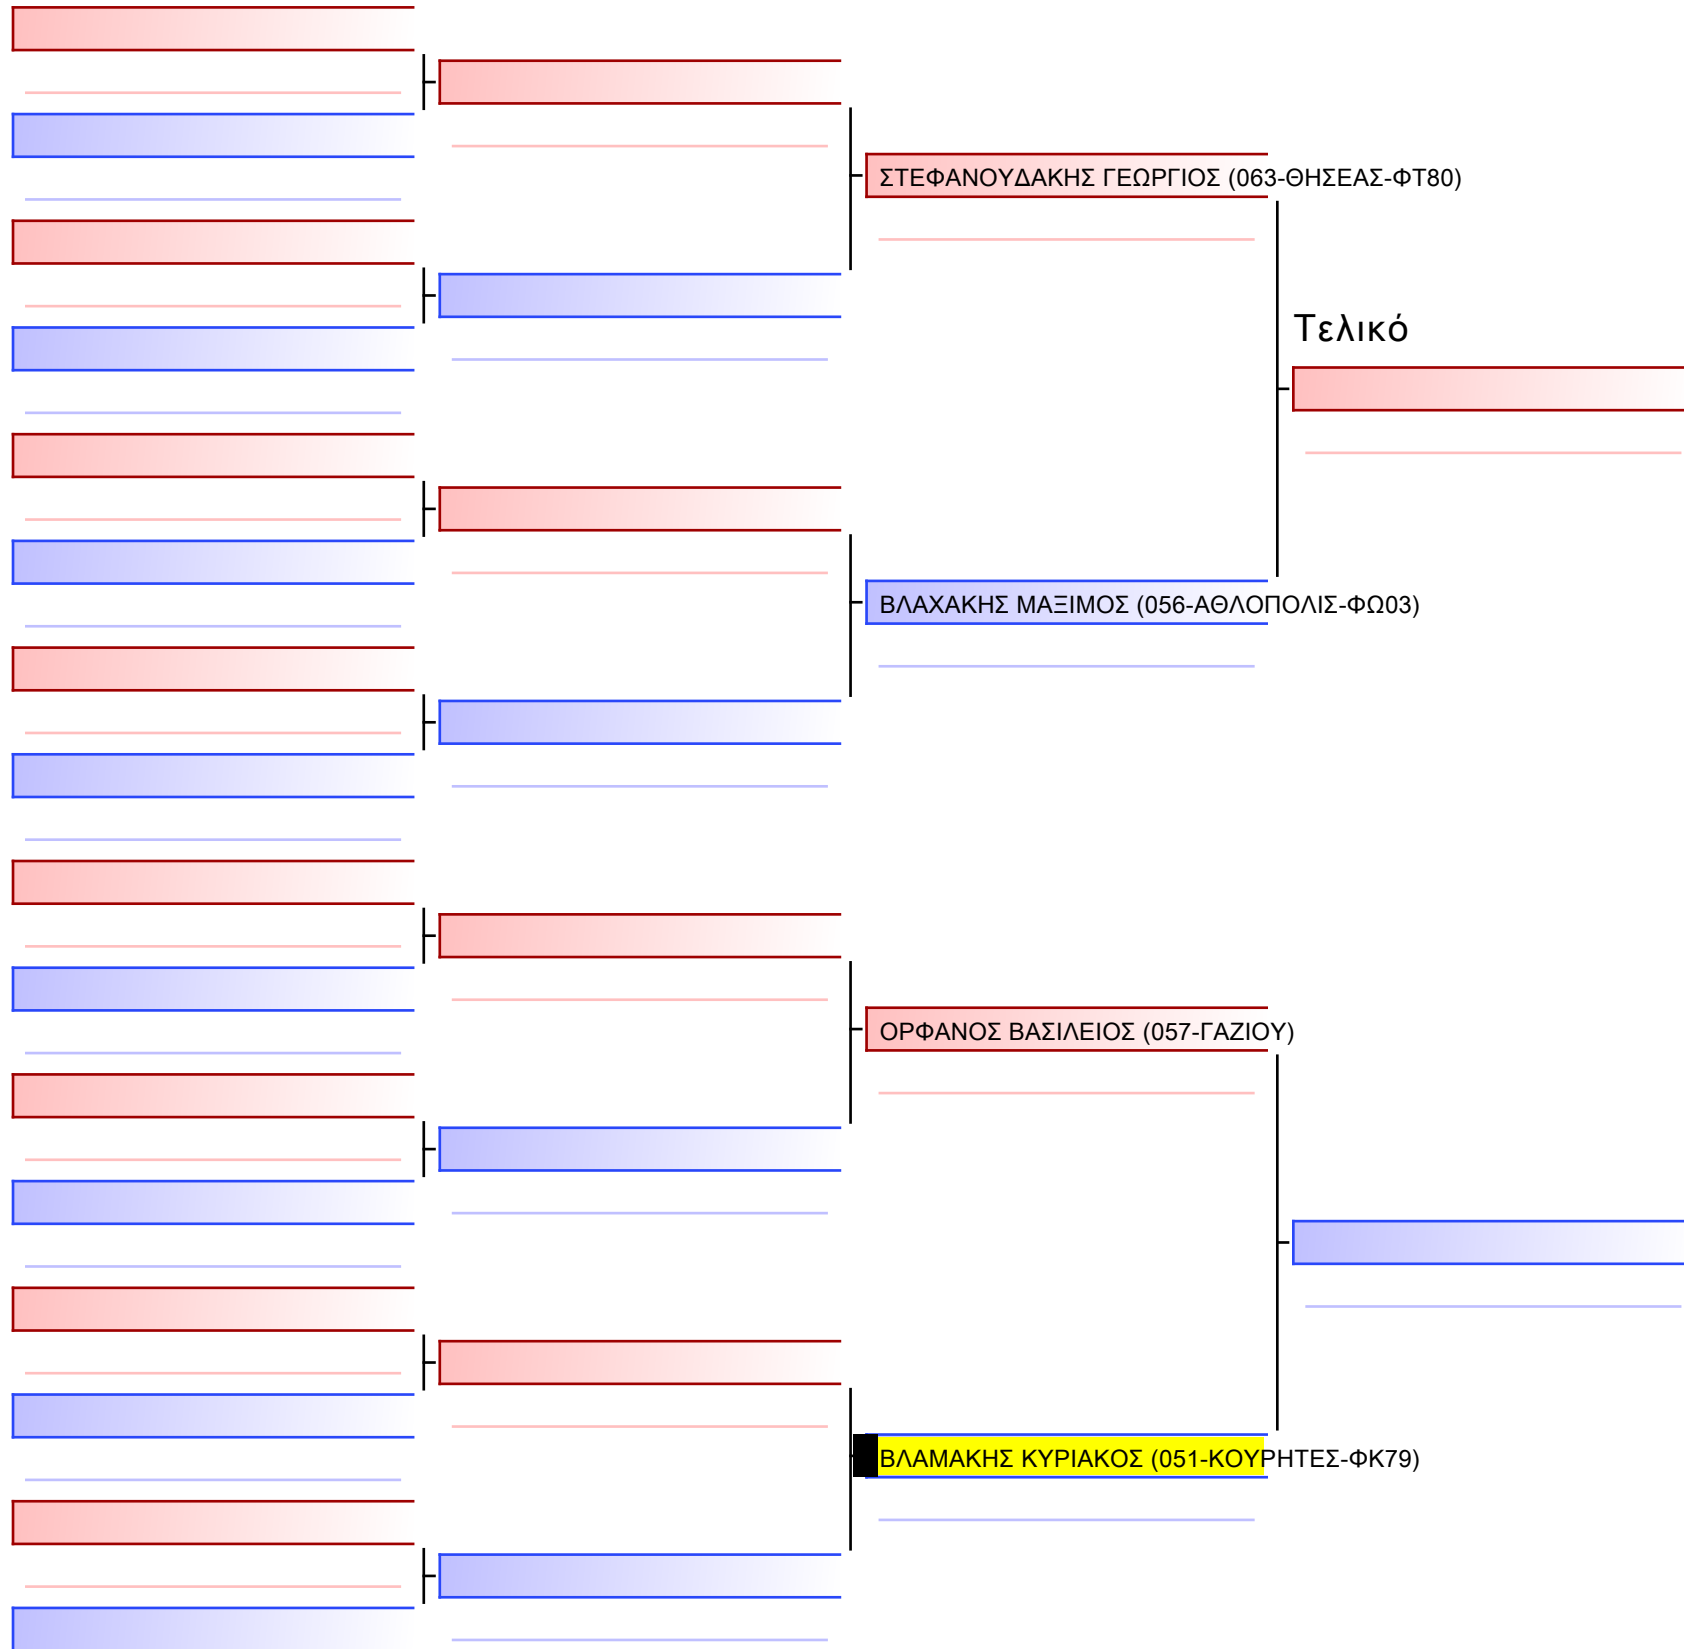 ΣΤΕΦΑΝΟΥΔΑΚΗΣ ΓΕΩΡΓΙΟΣ (063-ΘΗΣΕΑΣ-ΦΤ80)
Τελικό
ΒΛΑΧΑΚΗΣ ΜΑΞΙΜΟΣ (056-ΑΘΛΟΠΟΛΙΣ-ΦΩ03)
ΟΡΦΑΝΟΣ ΒΑΣΙΛΕΙΟΣ (057-ΓΑΖΙΟΥ)
ΒΛΑΜΑΚΗΣ ΚΥΡΙΑΚΟΣ (051-ΚΟΥΡΗΤΕΣ-ΦΚ79)